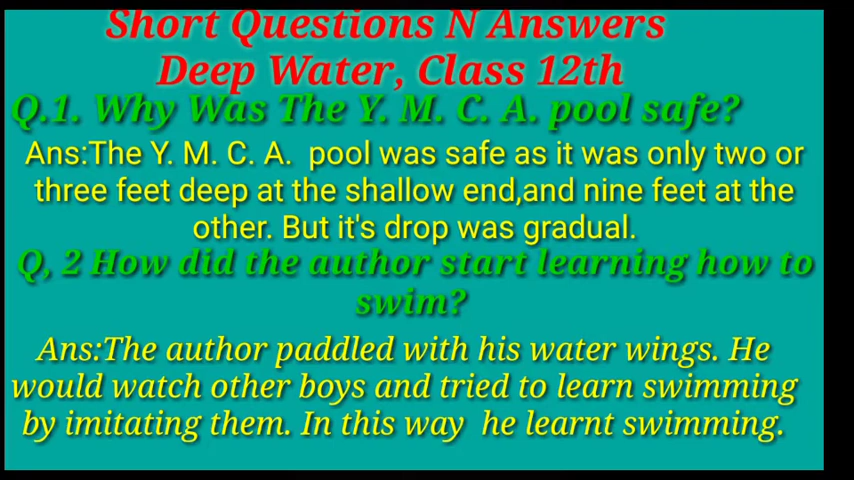 Short Questions N Answers
Deep Water, Class 12th
Q.1. Why Was The Y. M. C. A. pool safe?
Ans:The Y. M. C. A. pool was safe as it was only two or
three feet deep at the shallow end,and nine feet at the
other. But it's drop was gradual.
Q, 2 How did the author start learning how to
swim?
Ans:The author paddled with his water wings. He
would watch other boys and tried to learn swimming
by imitating them. In this way he learnt swimming.